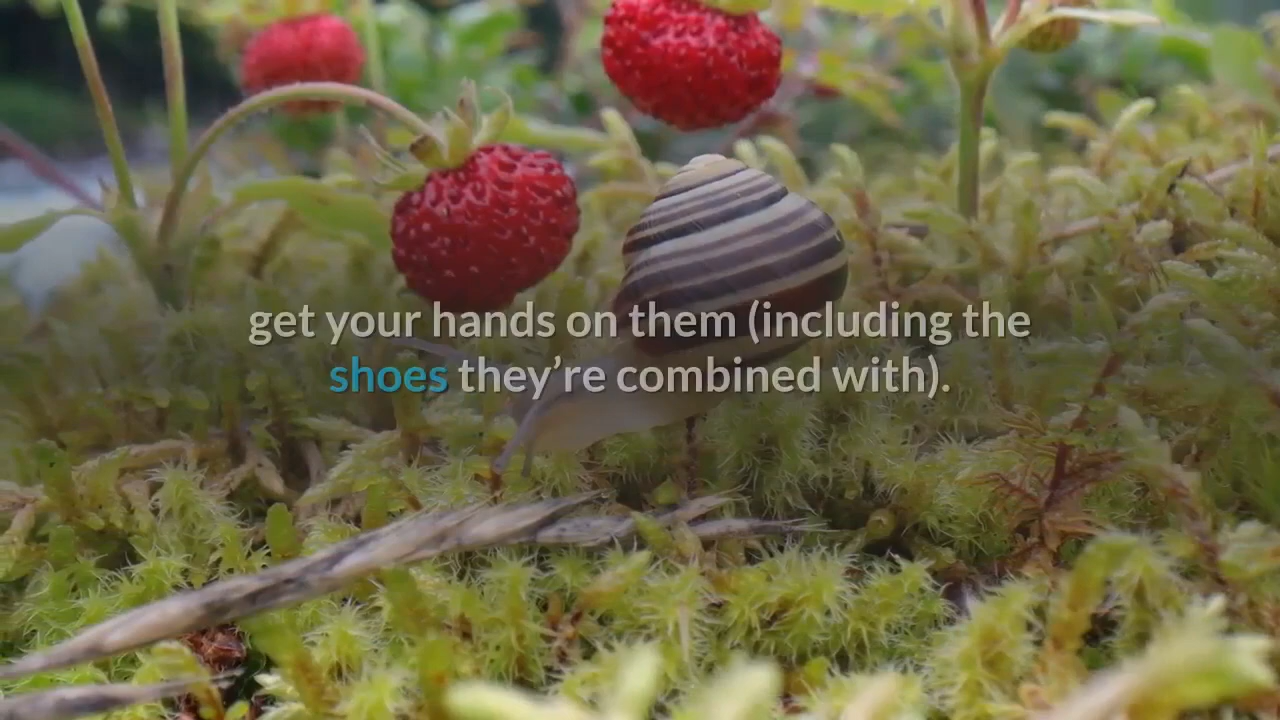 get your hands on them (including the
shoes they’re combined with).